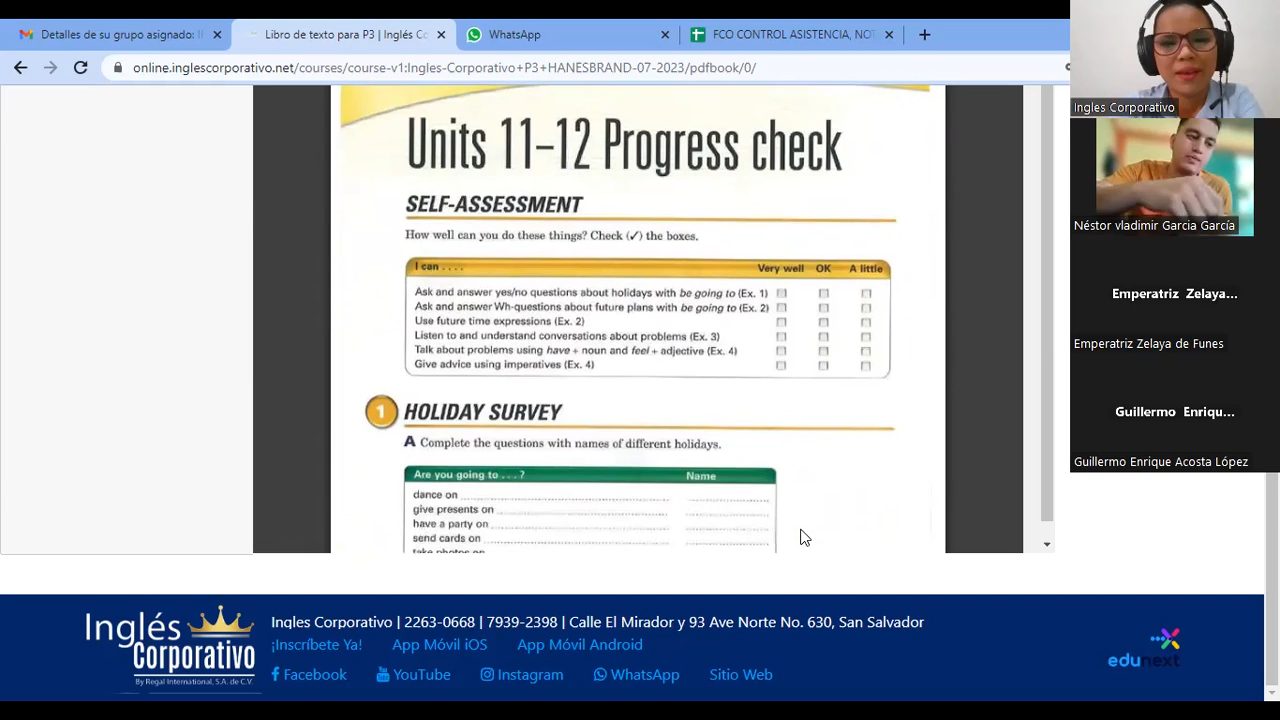 Detalles de su grupo asignado: I
Libro de texto para P3 | Inglés C
WhatsApp
FCO CONTROL ASISTENCIA, NOT
online.inglescorporativo.net/courses/course-v1:Ingles-Corporativo+P3+HANESBRAND-07-2023/pdfbook/0/
Units 11–12 Progress check
SELF-ASSESSMENT
How well can you do these things? Check (✓) the boxes.
I can . . . . Very well OK A little
Ask and answer yes/no questions about holidays with be going to (Ex. 1)
Ask and answer Wh-questions about future plans with be going to (Ex. 2)
Use future time expressions (Ex. 2)
Listen to and understand conversations about problems (Ex. 3)
Talk about problems using have + noun and feel + adjective (Ex. 4)
Give advice using imperatives (Ex. 4)
1 HOLIDAY SURVEY
A Complete the questions with names of different holidays.
Are you going to . . . ? Name
dance on
give presents on
have a party on
send cards on
take photos on
Ingles Corporativo
Néstor vladimir Garcia García
Emperatriz Zelaya...
Emperatriz Zelaya de Funes
Guillermo Enriqu...
Guillermo Enrique Acosta López
Inglés
Corporativo
By Regal International, S.A. de C.V.
Ingles Corporativo | 2263-0668 | 7939-2398 | Calle El Mirador y 93 Ave Norte No. 630, San Salvador
¡Inscríbete Ya! App Móvil iOS App Móvil Android
Facebook YouTube Instagram WhatsApp Sitio Web
edunext